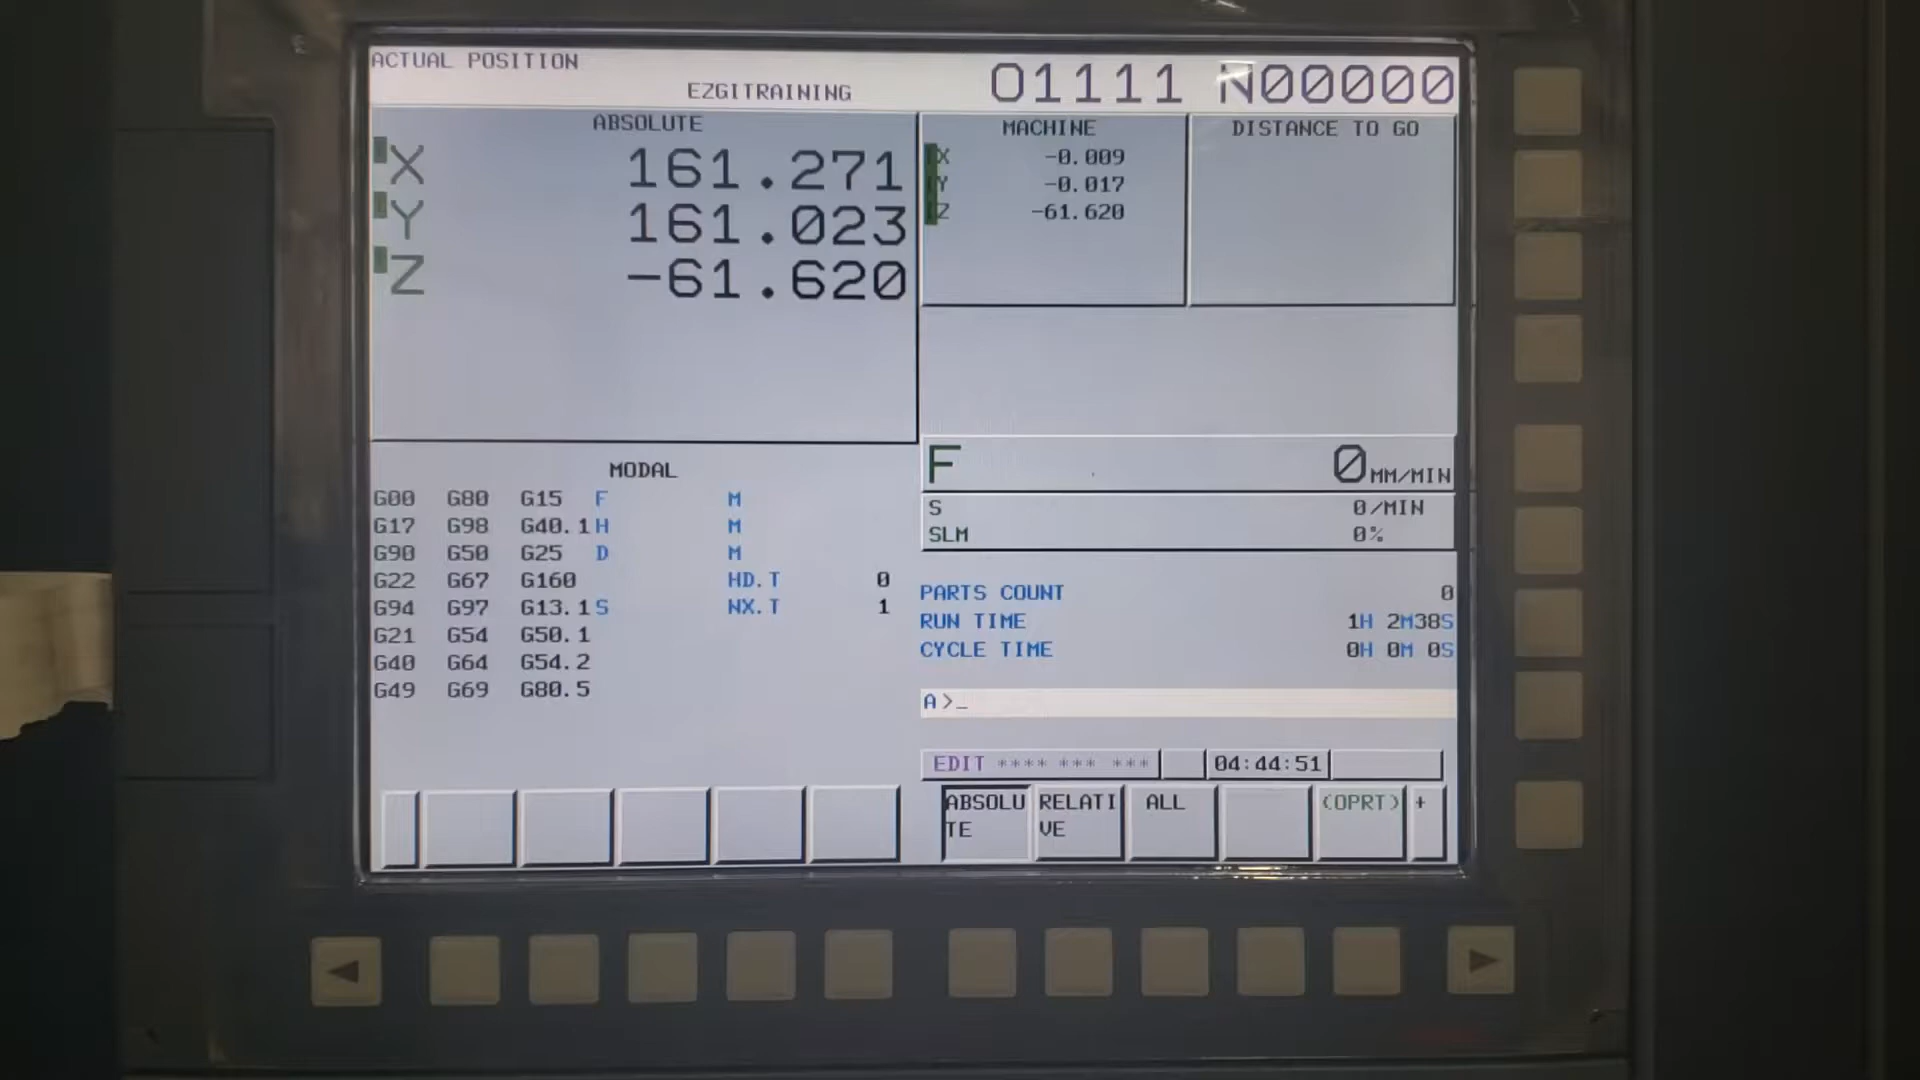 ACTUAL POSITION
EZGITRAINING
O1111 N00000
ABSOLUTE
X 161.271
Y 161.023
Z -61.620
MACHINE
X -0.009
Y -0.017
Z -61.620
DISTANCE TO GO
MODAL
G00 G80 G15 F M
G17 G98 G40.1 H M
G90 G50 G25 D M
G22 G67 G160 HD.T 0
G94 G97 G13.1 S NX.T 1
G21 G54 G50.1
G40 G64 G54.2
G49 G69 G80.5
F 0 MM/MIN
S 0/MIN
SLM 0%
PARTS COUNT 0
RUN TIME 1H 2M38S
CYCLE TIME 0H 0M 0S
A>_
EDIT **** *** *** 04:44:51
ABSOLU
TE
RELATI
VE
ALL
(OPRT)
+